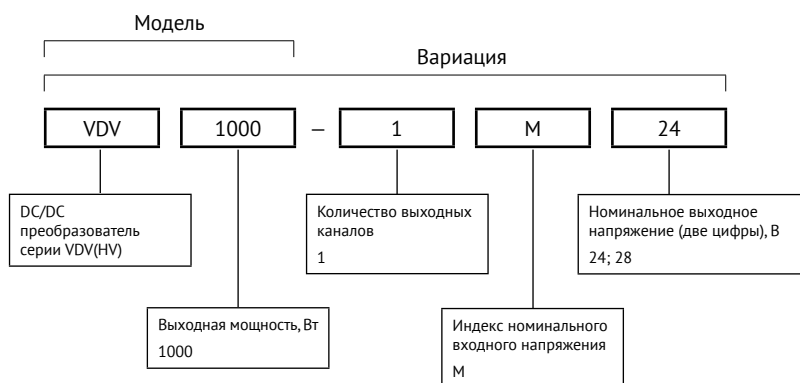 Модель
Вариация
VDV
1000
–
1
М
24
DC/DC
преобразователь
серии VDV(HV)
Количество выходных
каналов
1
Номинальное выходное
напряжение (две цифры), В
24; 28
Выходная мощность, Вт
1000
Индекс номинального
входного напряжения
М